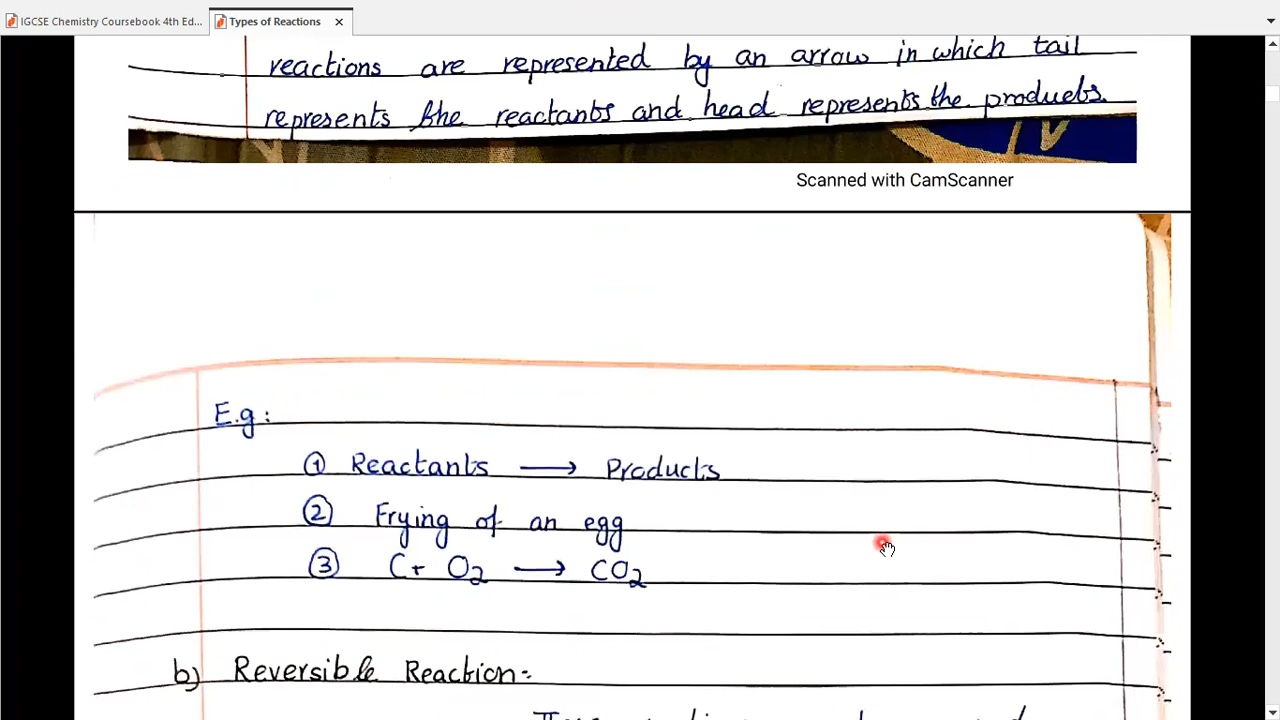 IGCSE Chemistry Coursebook 4th Ed...
Types of Reactions
reactions are represented by an arrow in which tail
represents the reactants and head represents the products.
Scanned with CamScanner
E.g:
① Reactants → Products
② Frying of an egg
③ C + O₂ → CO₂
b) Reversible Reaction:-